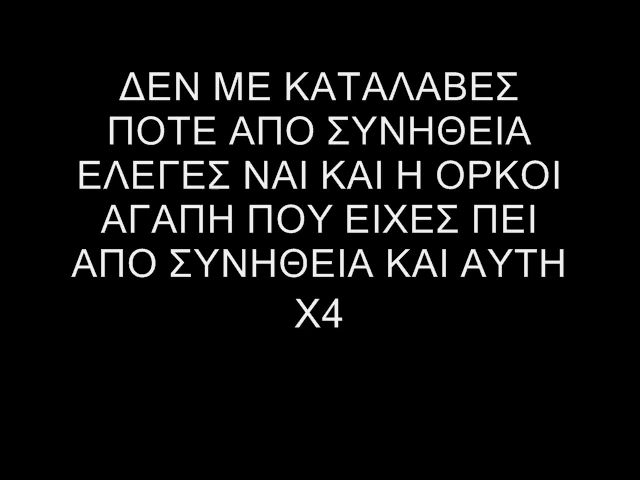 ΔΕΝ ΜΕ ΚΑΤΑΛΑΒΕΣ
ΠΟΤΕ ΑΠΟ ΣΥΝΗΘΕΙΑ
ΕΛΕΓΕΣ ΝΑΙ ΚΑΙ Η ΟΡΚΟΙ
ΑΓΑΠΗ ΠΟΥ ΕΙΧΕΣ ΠΕΙ
ΑΠΟ ΣΥΝΗΘΕΙΑ ΚΑΙ ΑΥΤΗ
Χ4